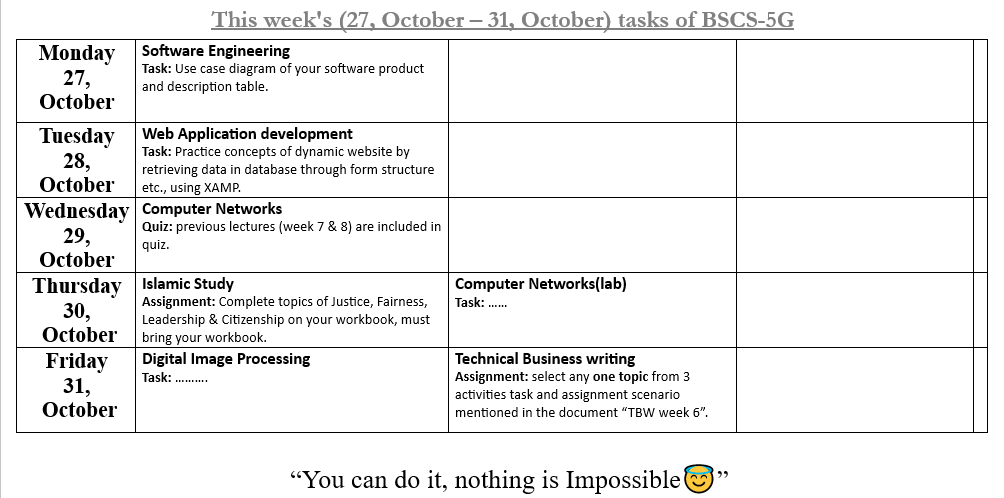 This week's (27, October – 31, October) tasks of BSCS-5G
Monday
27,
October
Software Engineering
Task: Use case diagram of your software product
and description table.
Tuesday
28,
October
Web Application development
Task: Practice concepts of dynamic website by
retrieving data in database through form structure
etc., using XAMP.
Wednesday
29,
October
Computer Networks
Quiz: previous lectures (week 7 & 8) are included in
quiz.
Thursday
30,
October
Islamic Study
Assignment: Complete topics of Justice, Fairness,
Leadership & Citizenship on your workbook, must
bring your workbook.
Computer Networks(lab)
Task: ......
Friday
31,
October
Digital Image Processing
Task: ..........
Technical Business writing
Assignment: select any one topic from 3
activities task and assignment scenario
mentioned in the document “TBW week 6”.
“You can do it, nothing is Impossible😇”